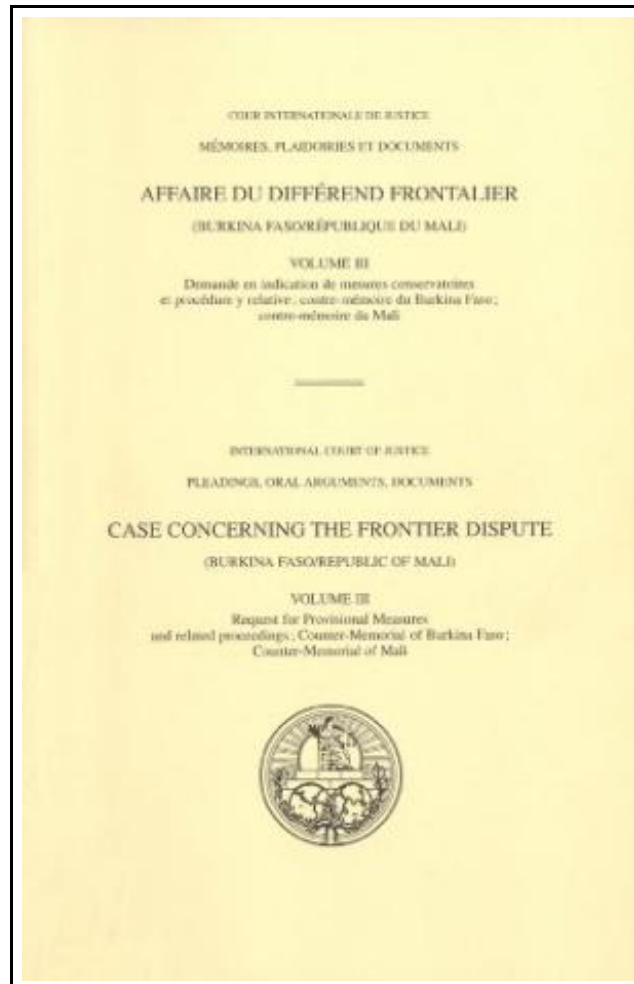 COUR INTERNATIONALE DE JUSTICE
MÉMOIRES, PLAIDOIRIES ET DOCUMENTS
AFFAIRE DU DIFFÉREND FRONTALIER
(BURKINA FASO/RÉPUBLIQUE DU MALI)
VOLUME III
Demande en indication de mesures conservatoires
et procédure y relative ; contre-mémoire du Burkina Faso ;
contre-mémoire du Mali
INTERNATIONAL COURT OF JUSTICE
PLEADINGS, ORAL ARGUMENTS, DOCUMENTS
CASE CONCERNING THE FRONTIER DISPUTE
(BURKINA FASO/REPUBLIC OF MALI)
VOLUME III
Request for Provisional Measures
and related proceedings ; Counter-Memorial of Burkina Faso ;
Counter-Memorial of Mali